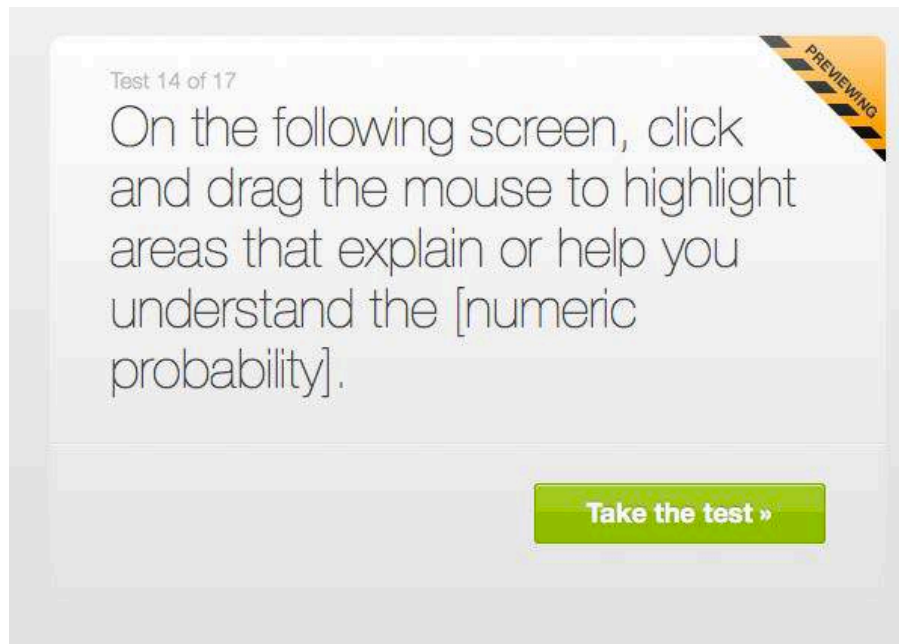 Test 14 of 17
PREVIEWING
On the following screen, click
and drag the mouse to highlight
areas that explain or help you
understand the [numeric
probability].
Take the test »